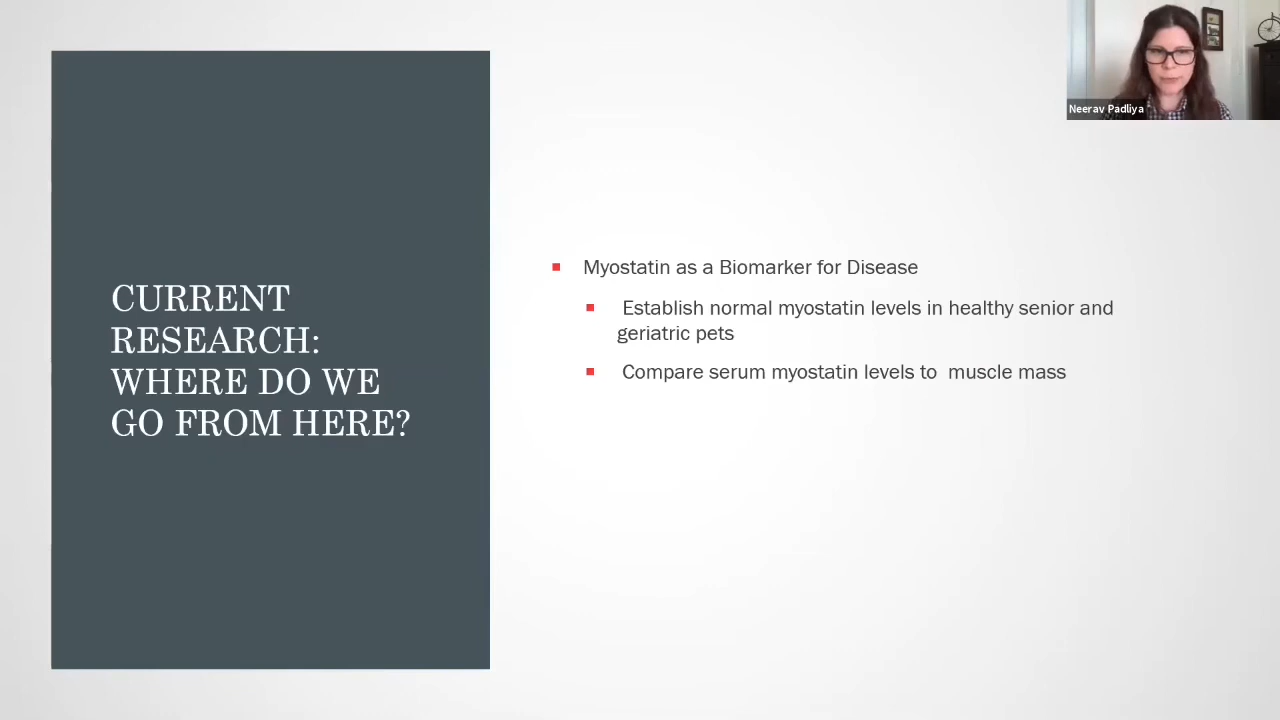 Neerav Padliya
CURRENT
RESEARCH:
WHERE DO WE
GO FROM HERE?
Myostatin as a Biomarker for Disease
Establish normal myostatin levels in healthy senior and
geriatric pets
Compare serum myostatin levels to  muscle mass